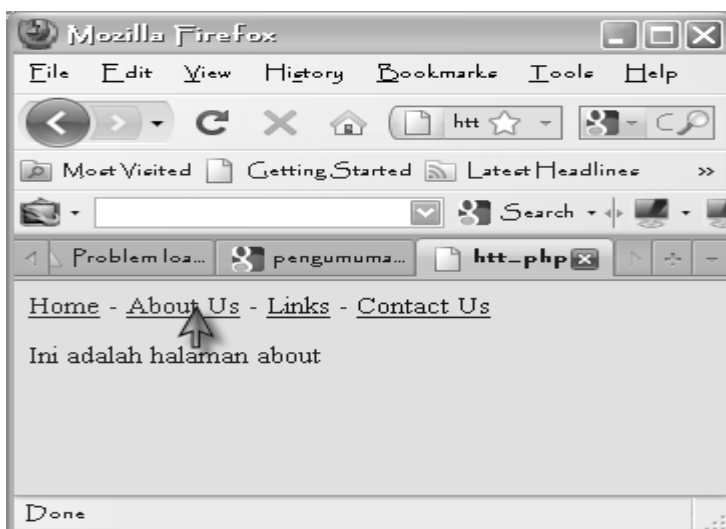 Mozilla Firefox
File Edit View History Bookmarks Tools Help
htt
Most Visited Getting Started Latest Headlines »
Search
Problem loa... pengumuma... htt_php
Home - About Us - Links - Contact Us
Ini adalah halaman about
Done